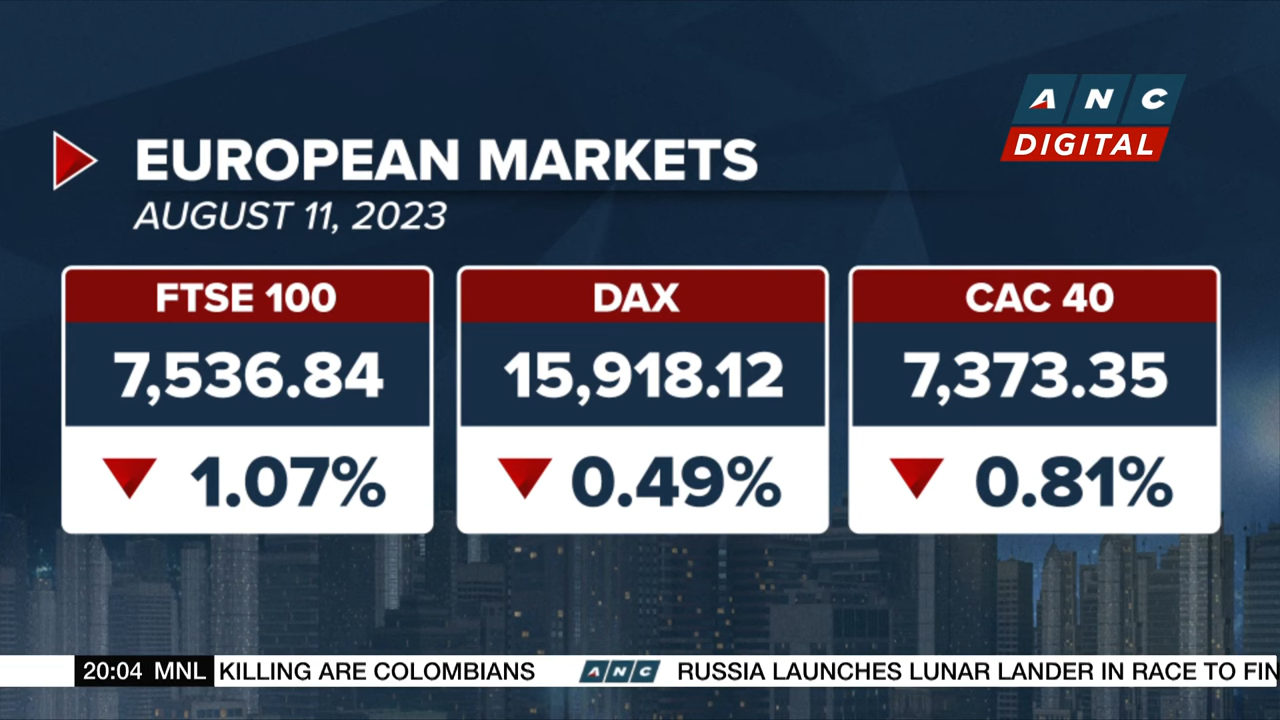 ANC
DIGITAL
EUROPEAN MARKETS
AUGUST 11, 2023
FTSE 100
7,536.84
1.07%
DAX
15,918.12
0.49%
CAC 40
7,373.35
0.81%
20:04 MNL KILLING ARE COLOMBIANS ANC RUSSIA LAUNCHES LUNAR LANDER IN RACE TO FIN